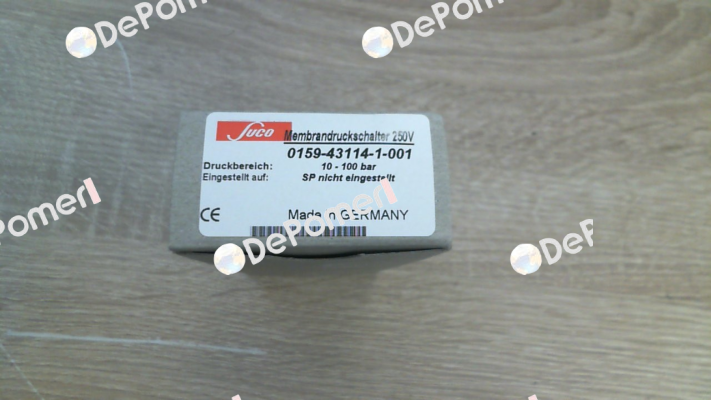 DePomerl
DePomerl
Suco Membrandruckschalter 250V
0159-43114-1-001
Druckbereich: 10 - 100 bar
Eingestellt auf: SP nicht eingestellt
CE Made in GERMANY
DePomerl
DePomerl
DePo